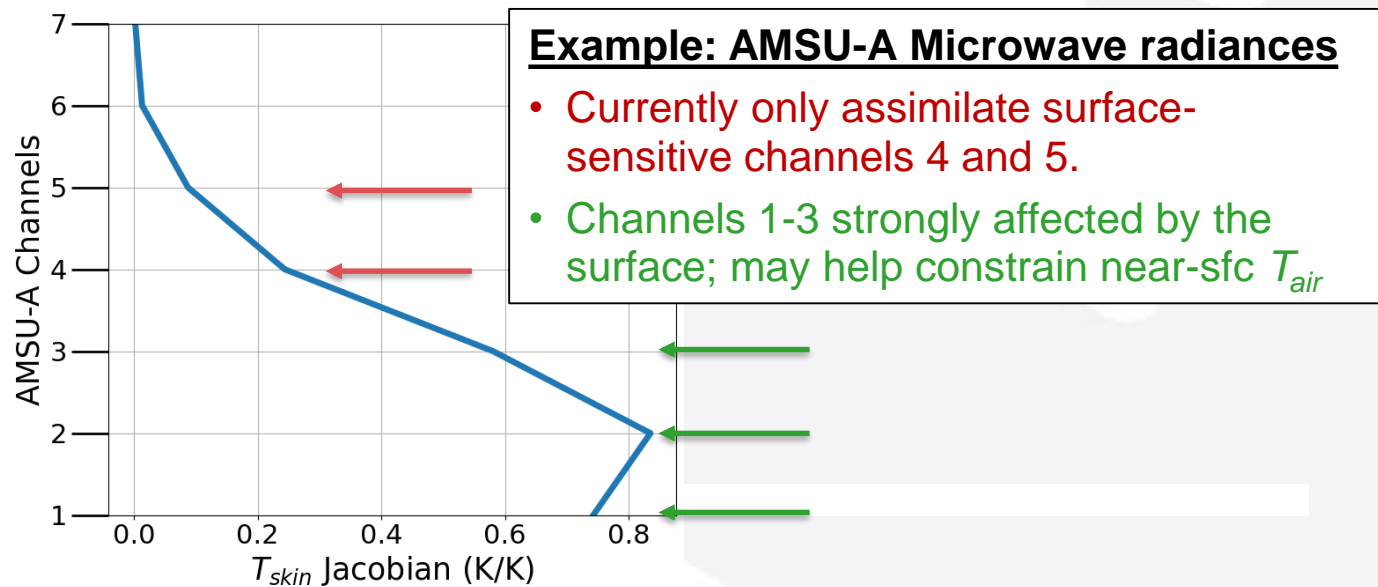 Example: AMSU-A Microwave radiances
• Currently only assimilate surface-
sensitive channels 4 and 5.
• Channels 1-3 strongly affected by the
surface; may help constrain near-sfc Tair
AMSU-A Channels
7
6
5
4
3
2
1
0.0 0.2 0.4 0.6 0.8
Tskin Jacobian (K/K)